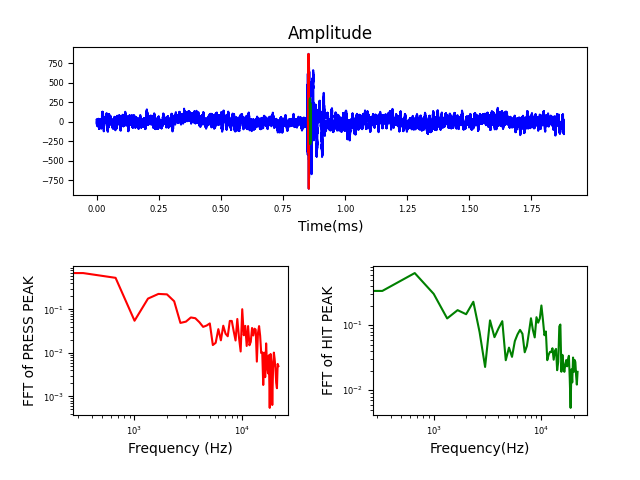 Amplitude
750
500
250
0
−250
−500
−750
0.00 0.25 0.50 0.75 1.00 1.25 1.50 1.75
Time(ms)
FFT of PRESS PEAK
10⁻¹
10⁻²
10⁻³
10³ 10⁴
Frequency (Hz)
FFT of HIT PEAK
10⁻¹
10⁻²
10³ 10⁴
Frequency(Hz)